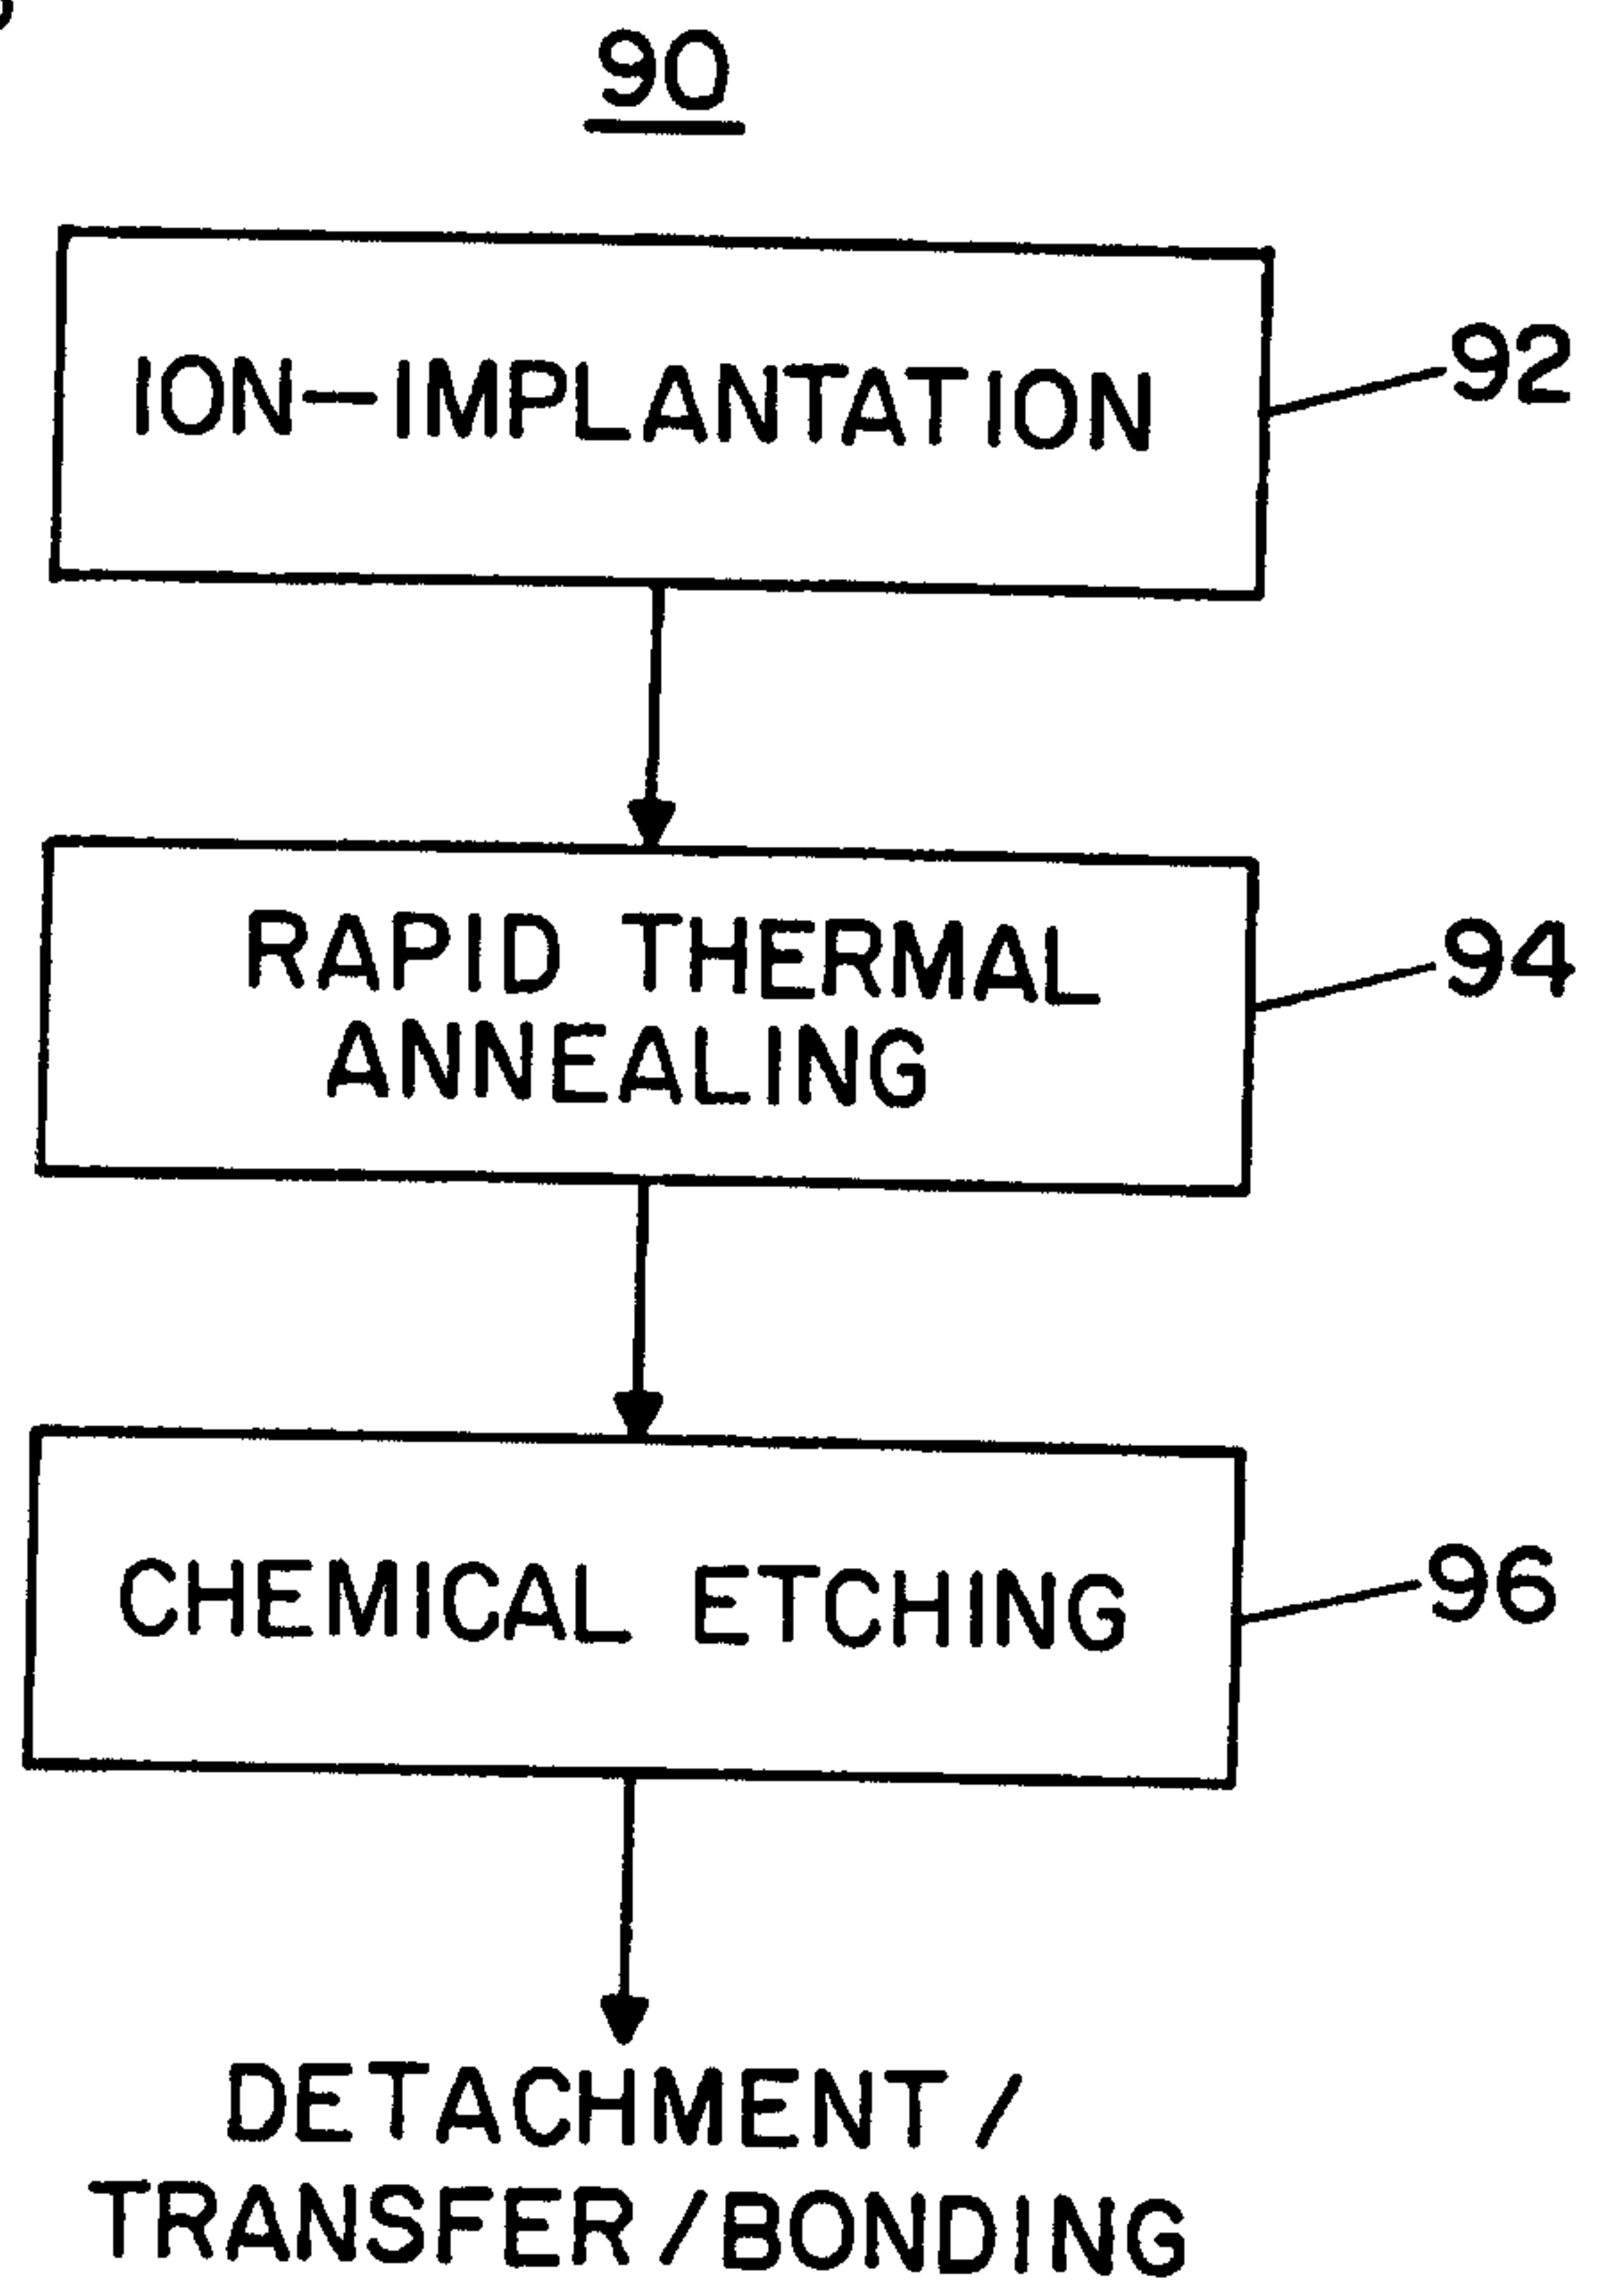 90
ION-IMPLANTATION
92
RAPID THERMAL
ANNEALING
94
CHEMICAL ETCHING
96
DETACHMENT/
TRANSFER/BONDING